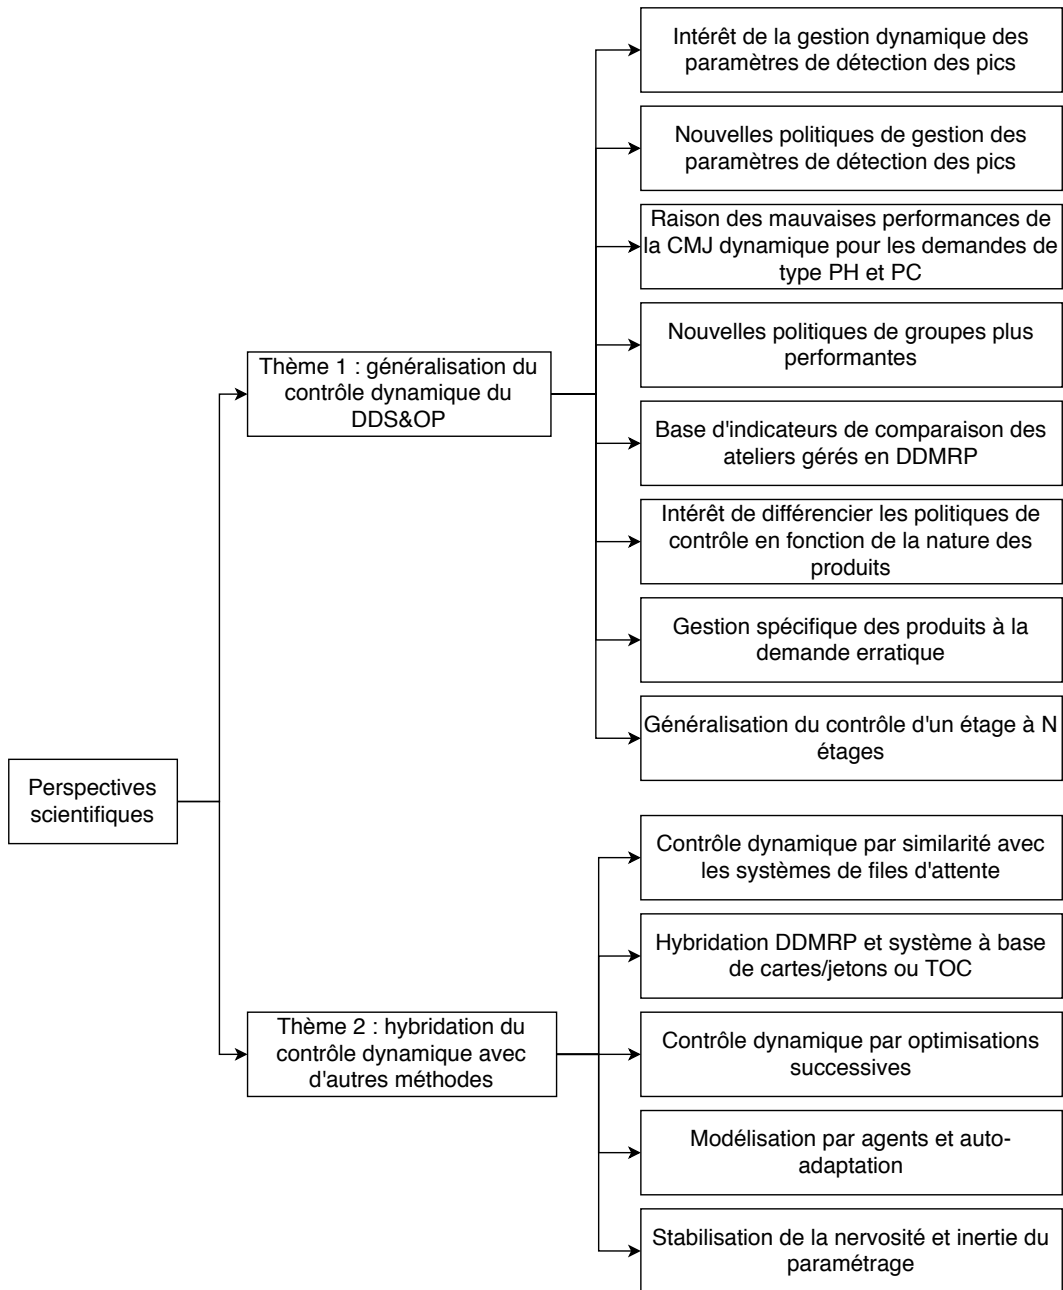 Perspectives
scientifiques
Thème 1 : généralisation du
contrôle dynamique du
DDS&OP
Intérêt de la gestion dynamique des
paramètres de détection des pics
Nouvelles politiques de gestion des
paramètres de détection des pics
Raison des mauvaises performances de
la CMJ dynamique pour les demandes de
type PH et PC
Nouvelles politiques de groupes plus
performantes
Base d'indicateurs de comparaison des
ateliers gérés en DDMRP
Intérêt de différencier les politiques de
contrôle en fonction de la nature des
produits
Gestion spécifique des produits à la
demande erratique
Généralisation du contrôle d'un étage à N
étages
Thème 2 : hybridation du
contrôle dynamique avec
d'autres méthodes
Contrôle dynamique par similarité avec
les systèmes de files d'attente
Hybridation DDMRP et système à base
de cartes/jetons ou TOC
Contrôle dynamique par optimisations
successives
Modélisation par agents et auto-
adaptation
Stabilisation de la nervosité et inertie du
paramétrage